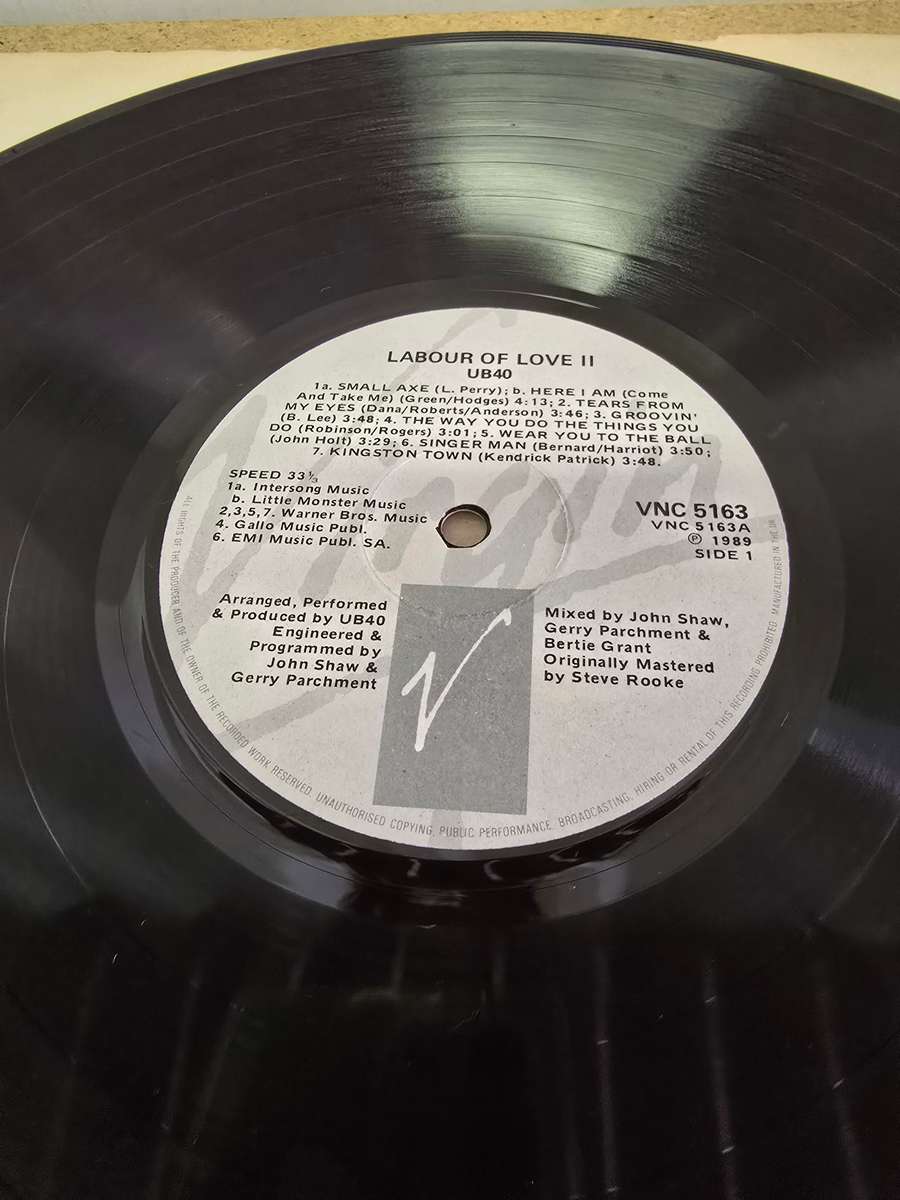 LABOUR OF LOVE II
UB40
1a. SMALL AXE (L. Perry); b. HERE I AM (Come
And Take Me) (Green/Hodges) 4:13; 2. TEARS FROM
MY EYES (Dana/Roberts/Anderson) 3:46; 3. GROOVIN'
(B. Lee) 3:48; 4. THE WAY YOU DO THE THINGS YOU
DO (Robinson/Rogers) 3:01; 5. WEAR YOU TO THE BALL
(John Holt) 3:29; 6. SINGER MAN (Bernard/Harriot) 3:50;
7. KINGSTON TOWN (Kendrick Patrick) 3:48.
SPEED 33 ⅓
1a. Intersong Music
b. Little Monster Music
2,3,5,7. Warner Bros. Music
4. Gallo Music Publ.
6. EMI Music Publ. SA.
VNC 5163
VNC 5163A
℗ 1989
SIDE 1
Arranged, Performed
& Produced by UB40
Engineered &
Programmed by
John Shaw &
Gerry Parchment
Mixed by John Shaw,
Gerry Parchment &
Bertie Grant
Originally Mastered
by Steve Rooke
Virgin
V
ALL RIGHTS OF THE PRODUCER AND OF THE OWNER OF THE RECORDED WORK RESERVED. UNAUTHORISED COPYING, PUBLIC PERFORMANCE, BROADCASTING, HIRING OR RENTAL OF THIS RECORDING PROHIBITED. MANUFACTURED IN THE UK